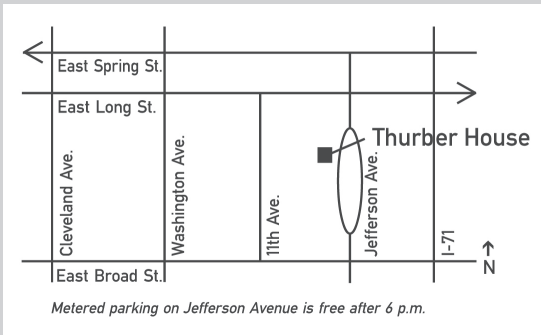 East Spring St.
East Long St.
Thurber House
Cleveland Ave.
Washington Ave.
11th Ave.
Jefferson Ave.
I-71
N
East Broad St.
Metered parking on Jefferson Avenue is free after 6 p.m.